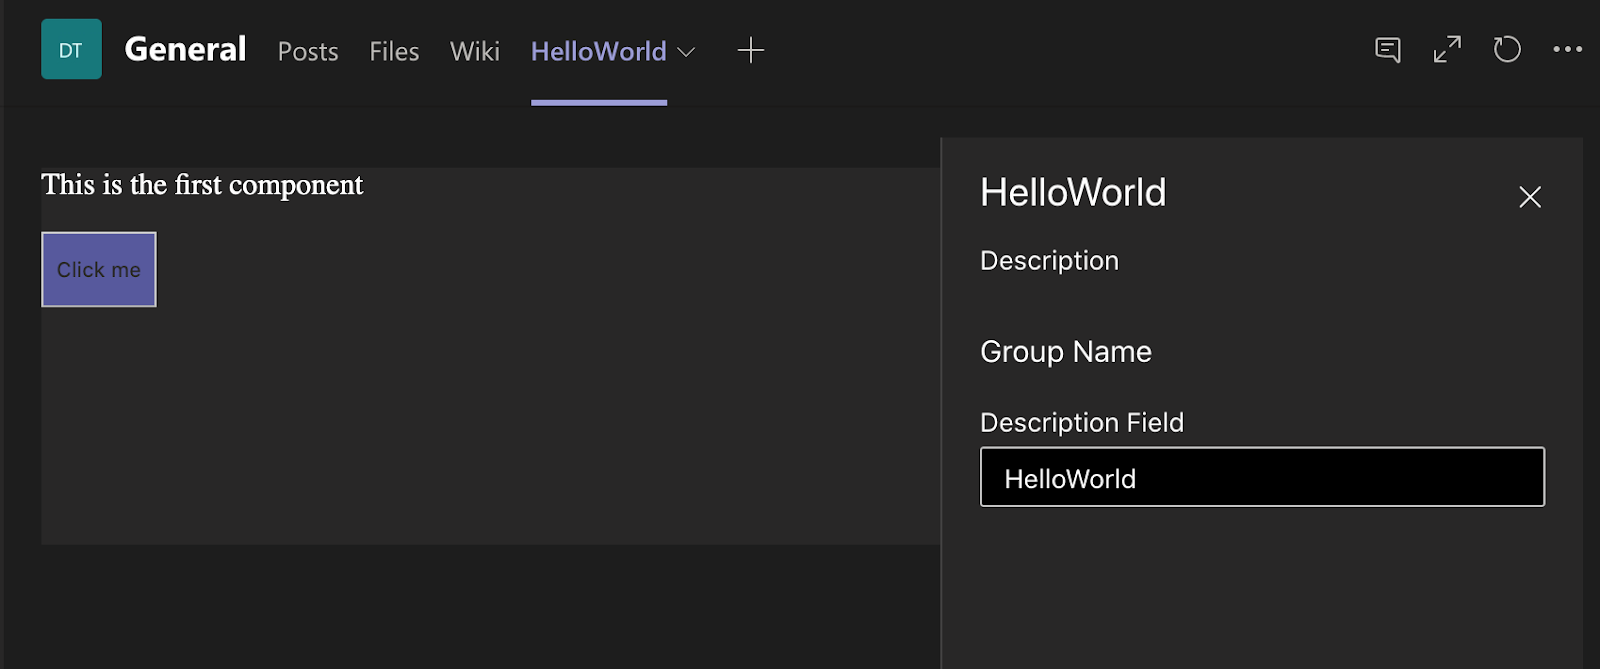 DT General Posts Files Wiki HelloWorld
This is the first component
Click me
HelloWorld
Description
Group Name
Description Field
HelloWorld